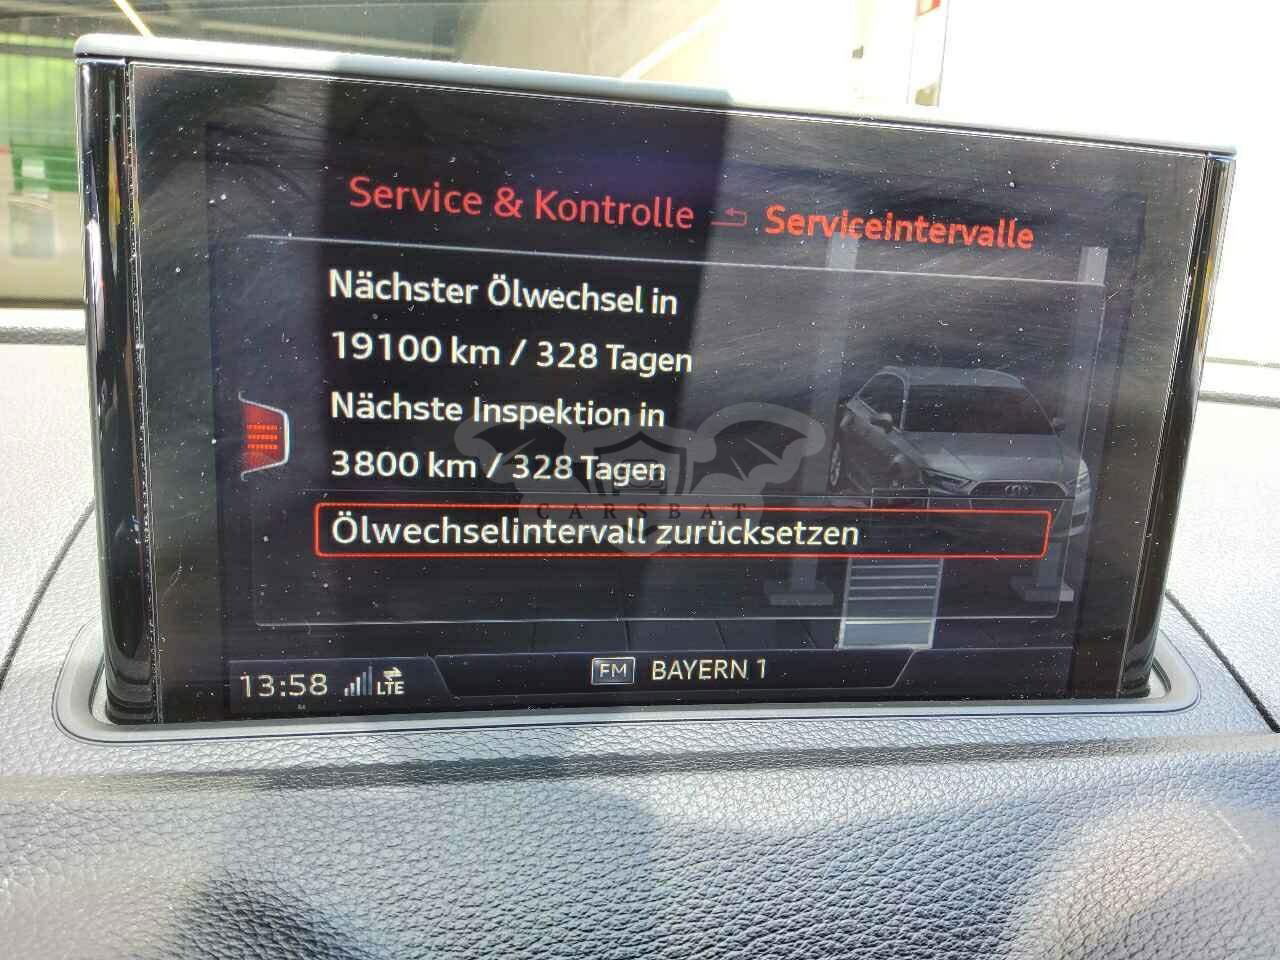 Service & Kontrolle Serviceintervalle
Nächster Ölwechsel in
19100 km / 328 Tagen
Nächste Inspektion in
3800 km / 328 Tagen
CARSBAT
Ölwechselintervall zurücksetzen
13:58 LTE FM BAYERN 1